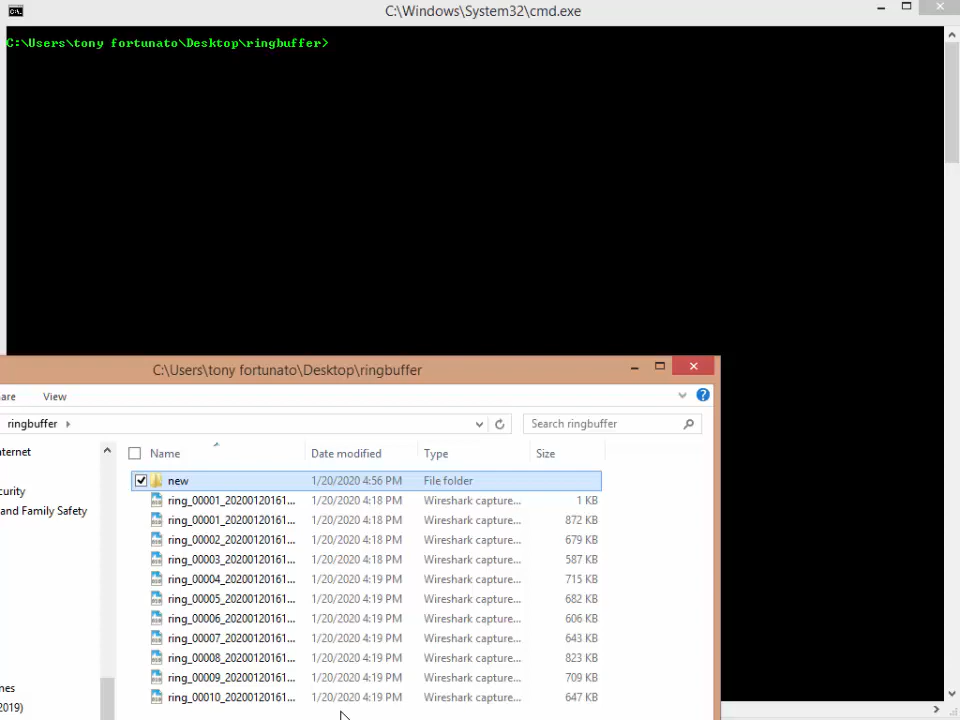 C:\Windows\System32\cmd.exe
C:\Users\tony fortunato\Desktop\ringbuffer>
C:\Users\tony fortunato\Desktop\ringbuffer
are View
ringbuffer Search ringbuffer
nternet
curity
and Family Safety
nes
2019)
Name Date modified Type Size
new 1/20/2020 4:56 PM File folder
ring_00001_20200120161... 1/20/2020 4:18 PM Wireshark capture... 1 KB
ring_00001_20200120161... 1/20/2020 4:18 PM Wireshark capture... 872 KB
ring_00002_20200120161... 1/20/2020 4:18 PM Wireshark capture... 679 KB
ring_00003_20200120161... 1/20/2020 4:18 PM Wireshark capture... 587 KB
ring_00004_20200120161... 1/20/2020 4:19 PM Wireshark capture... 715 KB
ring_00005_20200120161... 1/20/2020 4:19 PM Wireshark capture... 682 KB
ring_00006_20200120161... 1/20/2020 4:19 PM Wireshark capture... 606 KB
ring_00007_20200120161... 1/20/2020 4:19 PM Wireshark capture... 643 KB
ring_00008_20200120161... 1/20/2020 4:19 PM Wireshark capture... 823 KB
ring_00009_20200120161... 1/20/2020 4:19 PM Wireshark capture... 709 KB
ring_00010_20200120161... 1/20/2020 4:19 PM Wireshark capture... 647 KB